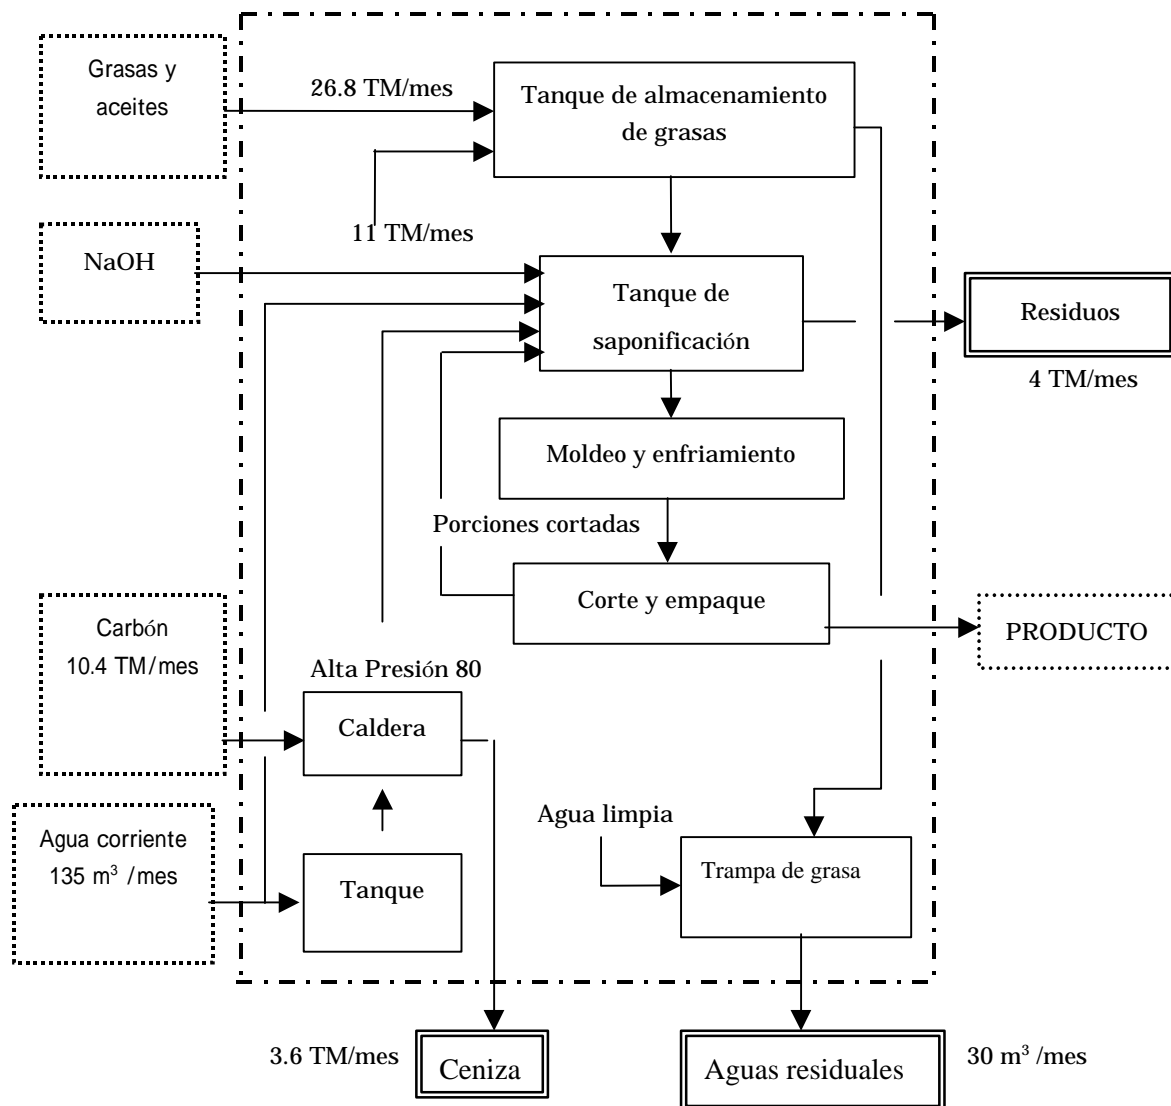 Grasas y
aceites
26.8 TM/mes
Tanque de almacenamiento
de grasas
11 TM/mes
NaOH
Tanque de
saponificación
Residuos
4 TM/mes
Moldeo y enfriamiento
Porciones cortadas
Corte y empaque
PRODUCTO
Carbón
10.4 TM/mes
Alta Presión 80
Caldera
Agua corriente
135 m³ /mes
Tanque
Agua limpia
Trampa de grasa
3.6 TM/mes
Ceniza
Aguas residuales
30 m³ /mes